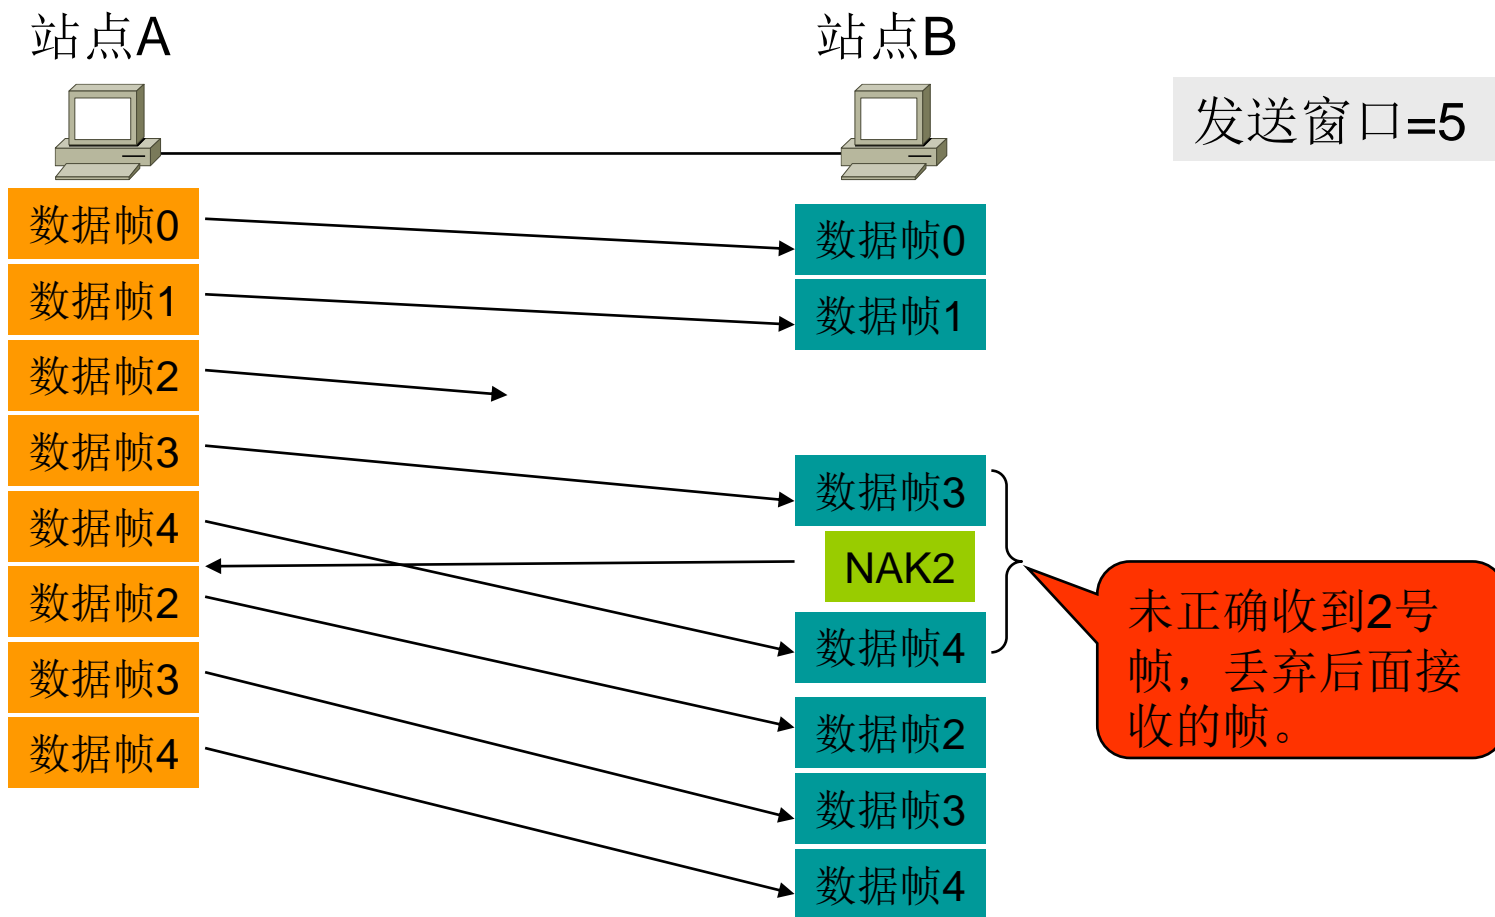 站点A
站点B
发送窗口=5
数据帧0
数据帧1
数据帧2
数据帧3
数据帧4
数据帧2
数据帧3
数据帧4
数据帧0
数据帧1
数据帧3
NAK2
数据帧4
数据帧2
数据帧3
数据帧4
未正确收到2号
帧，丢弃后面接
收的帧。